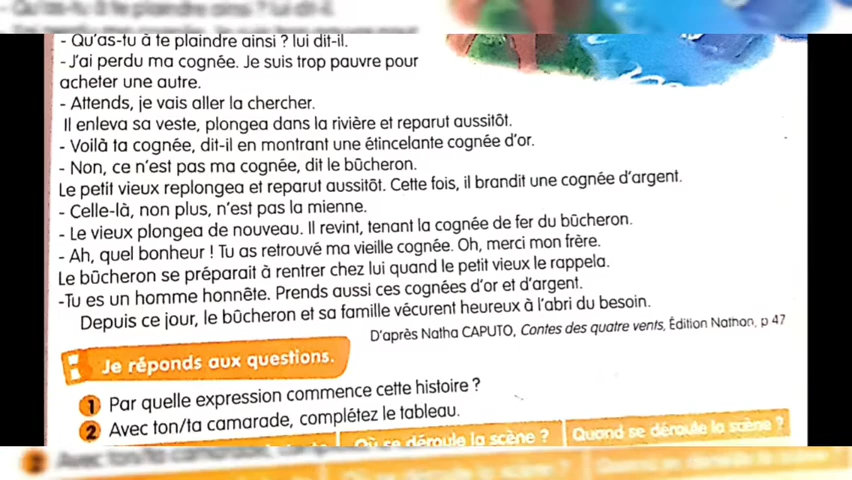 - Qu'as-tu à te plaindre ainsi ? lui dit-il.
- J'ai perdu ma cognée. Je suis trop pauvre pour
acheter une autre.
- Attends, je vais aller la chercher.
Il enleva sa veste, plongea dans la rivière et reparut aussitôt.
- Voilà ta cognée, dit-il en montrant une étincelante cognée d'or.
- Non, ce n'est pas ma cognée, dit le bûcheron.
Le petit vieux replongea et reparut aussitôt. Cette fois, il brandit une cognée d'argent.
- Celle-là, non plus, n'est pas la mienne.
- Le vieux plongea de nouveau. Il revint, tenant la cognée de fer du bûcheron.
- Ah, quel bonheur ! Tu as retrouvé ma vieille cognée. Oh, merci mon frère.
Le bûcheron se préparait à rentrer chez lui quand le petit vieux le rappela.
-Tu es un homme honnête. Prends aussi ces cognées d'or et d'argent.
Depuis ce jour, le bûcheron et sa famille vécurent heureux à l'abri du besoin.
D'après Natha CAPUTO, Contes des quatre vents, Édition Nathan, p 47
Je réponds aux questions.
1 Par quelle expression commence cette histoire ?
2 Avec ton/ta camarade, complétez le tableau.
Où se déroule la scène ? Quand se déroule la scène ?